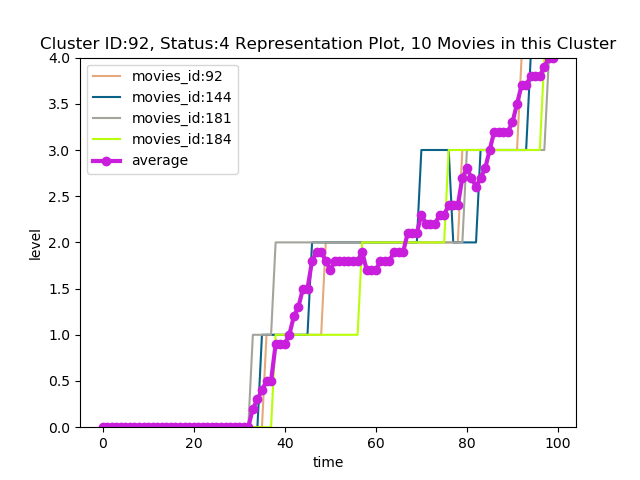 Cluster ID:92, Status:4 Representation Plot, 10 Movies in this Cluster
4.0
3.5
3.0
2.5
2.0
1.5
1.0
0.5
0.0
level
movies_id:92
movies_id:144
movies_id:181
movies_id:184
average
0 20 40 60 80 100
time